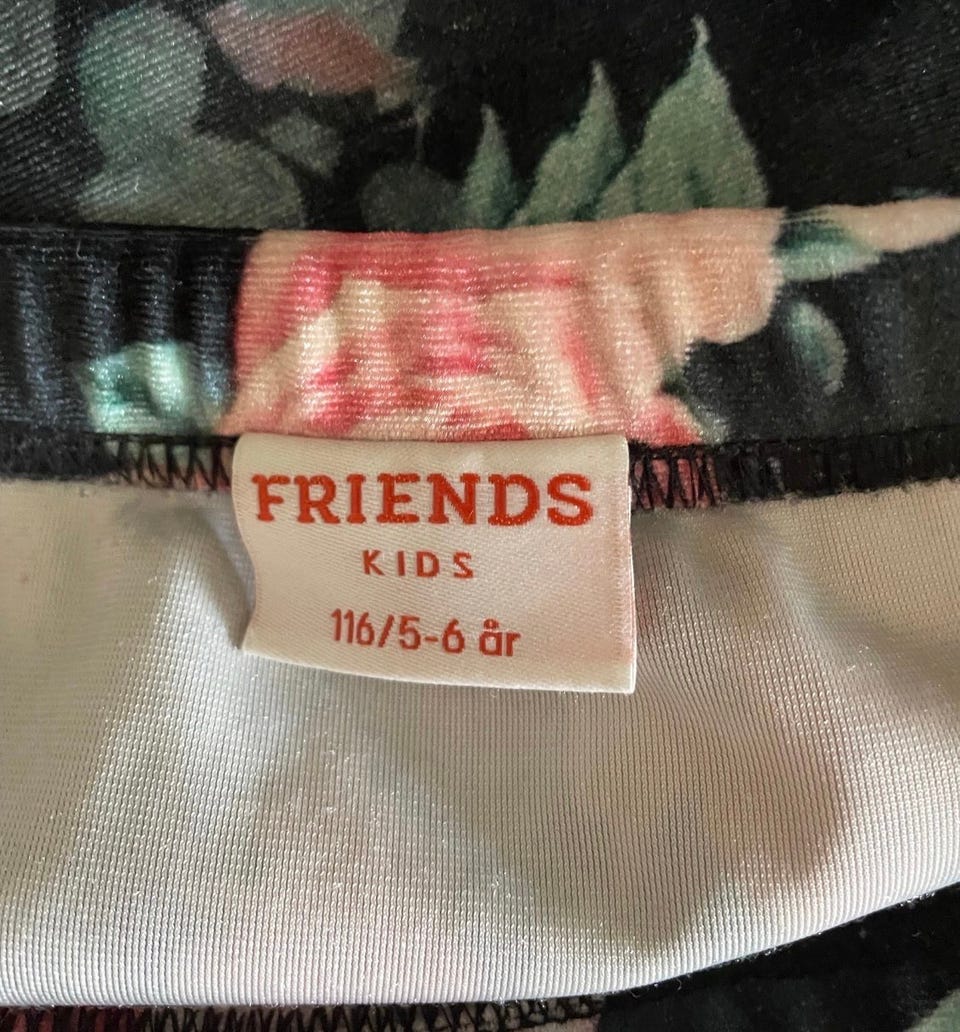 FRIENDS
KIDS
116/5-6 år